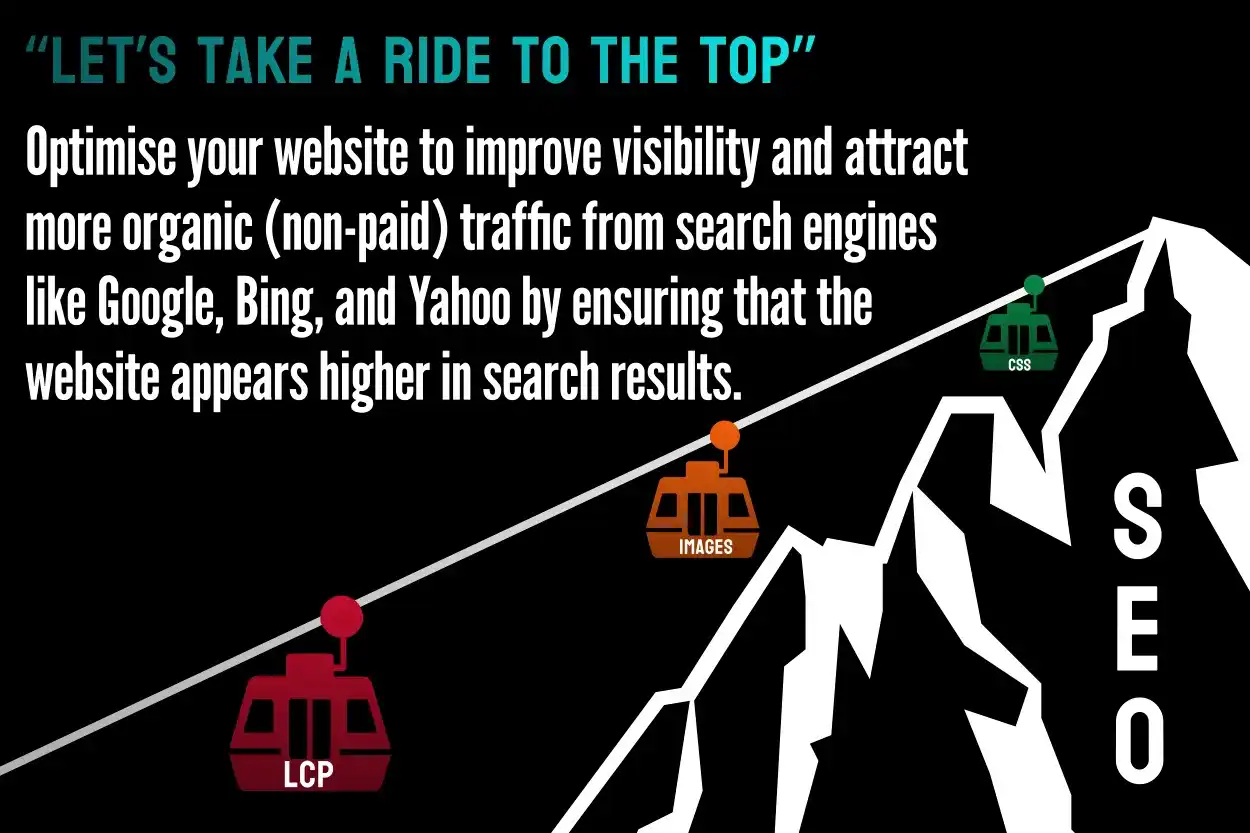 “LET’S TAKE A RIDE TO THE TOP”
Optimise your website to improve visibility and attract
more organic (non-paid) traffic from search engines
like Google, Bing, and Yahoo by ensuring that the
website appears higher in search results.
CSS
IMAGES
LCP
S
E
O